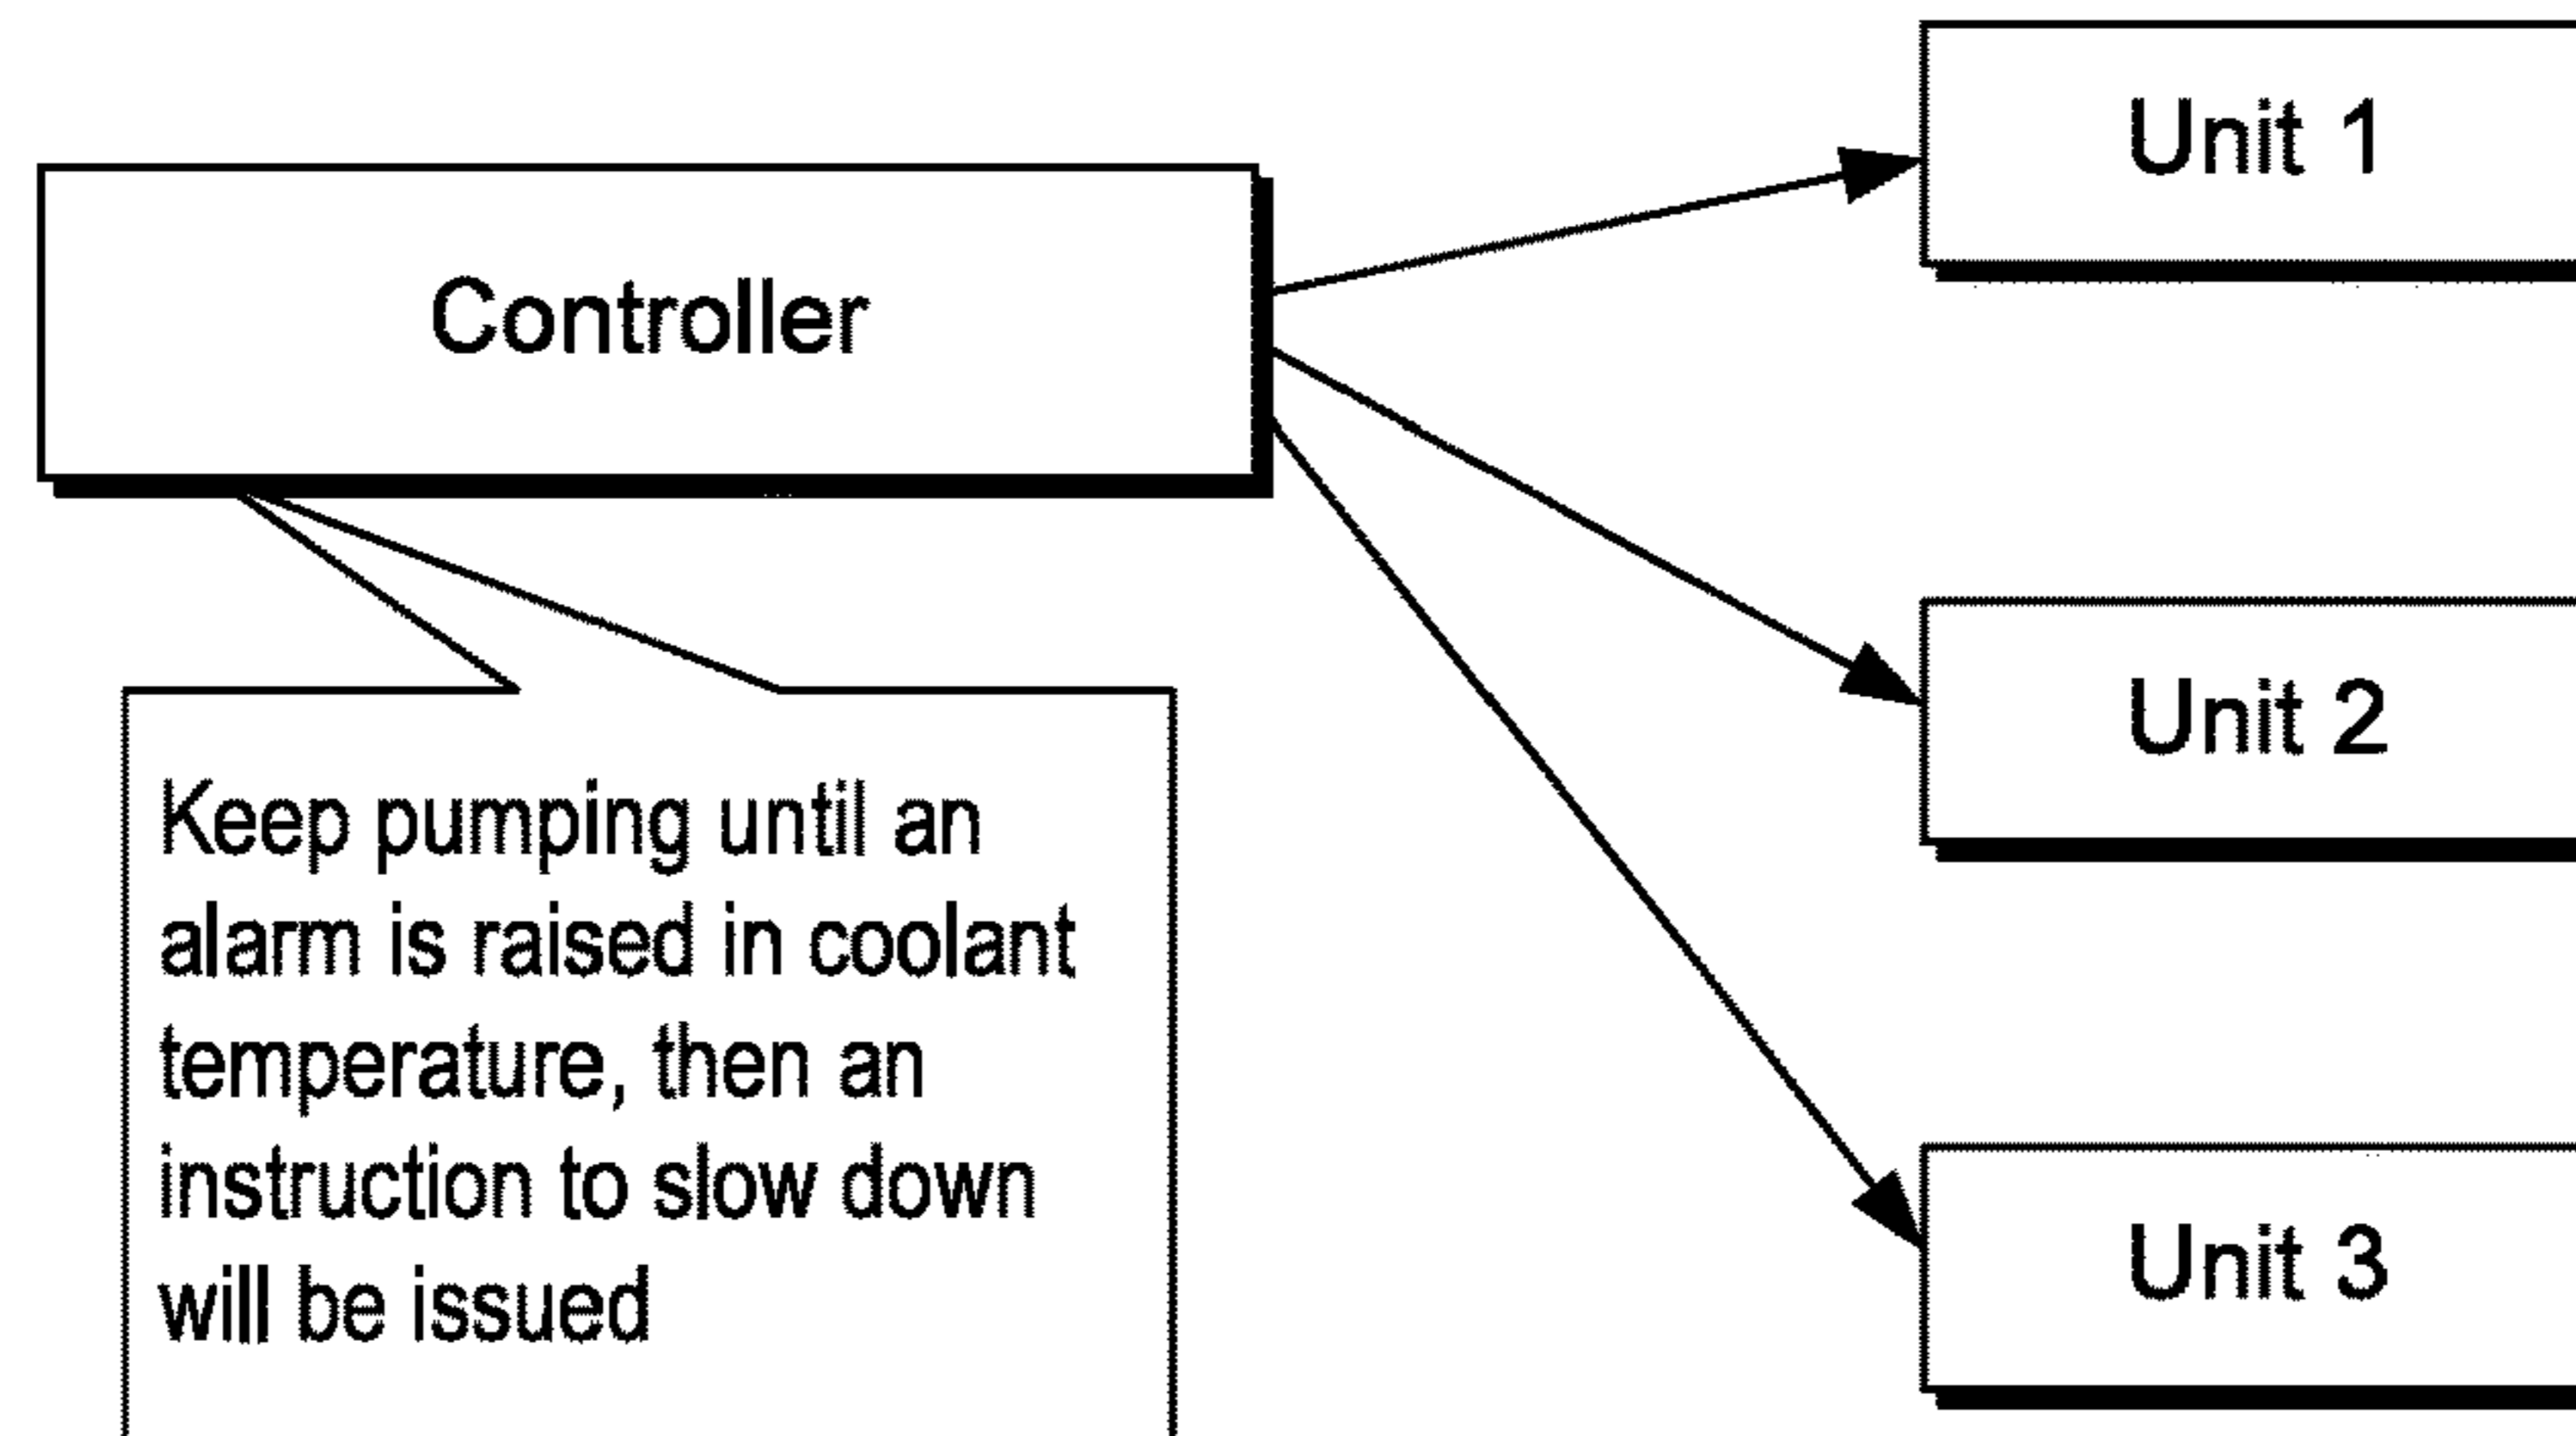 Unit 1
Controller
Unit 2
Keep pumping until an
alarm is raised in coolant
temperature, then an
instruction to slow down
will be issued
Unit 3